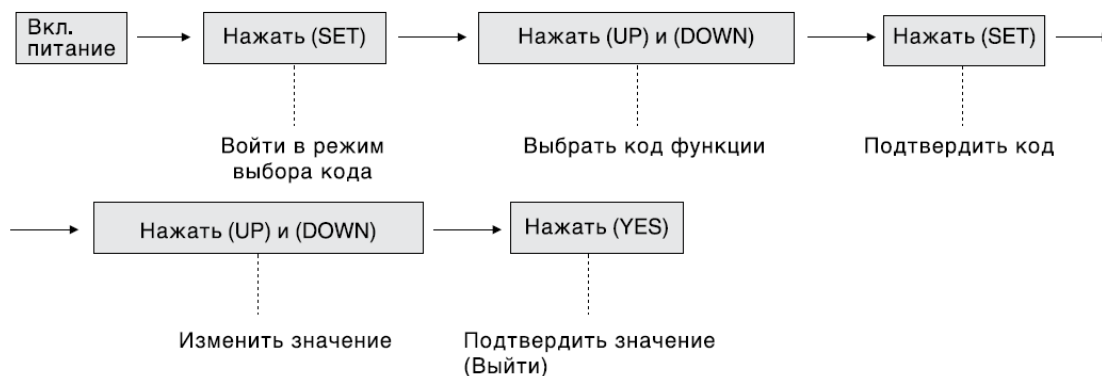 Вкл.
питание
Нажать (SET)
Нажать (UP) и (DOWN)
Нажать (SET)
Войти в режим
выбора кода
Выбрать код функции
Подтвердить код
Нажать (UP) и (DOWN)
Нажать (YES)
Изменить значение
Подтвердить значение
(Выйти)